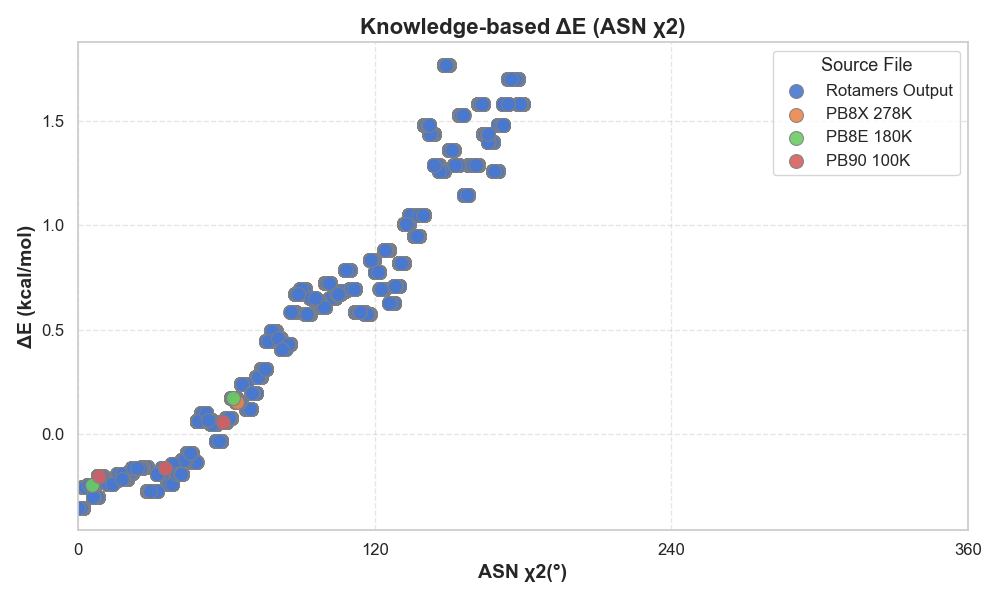 Knowledge-based ΔE (ASN χ2)
Source File
Rotamers Output
PB8X 278K
PB8E 180K
PB90 100K
ΔE (kcal/mol)
1.5
1.0
0.5
0.0
0
120
240
360
ASN χ2(°)